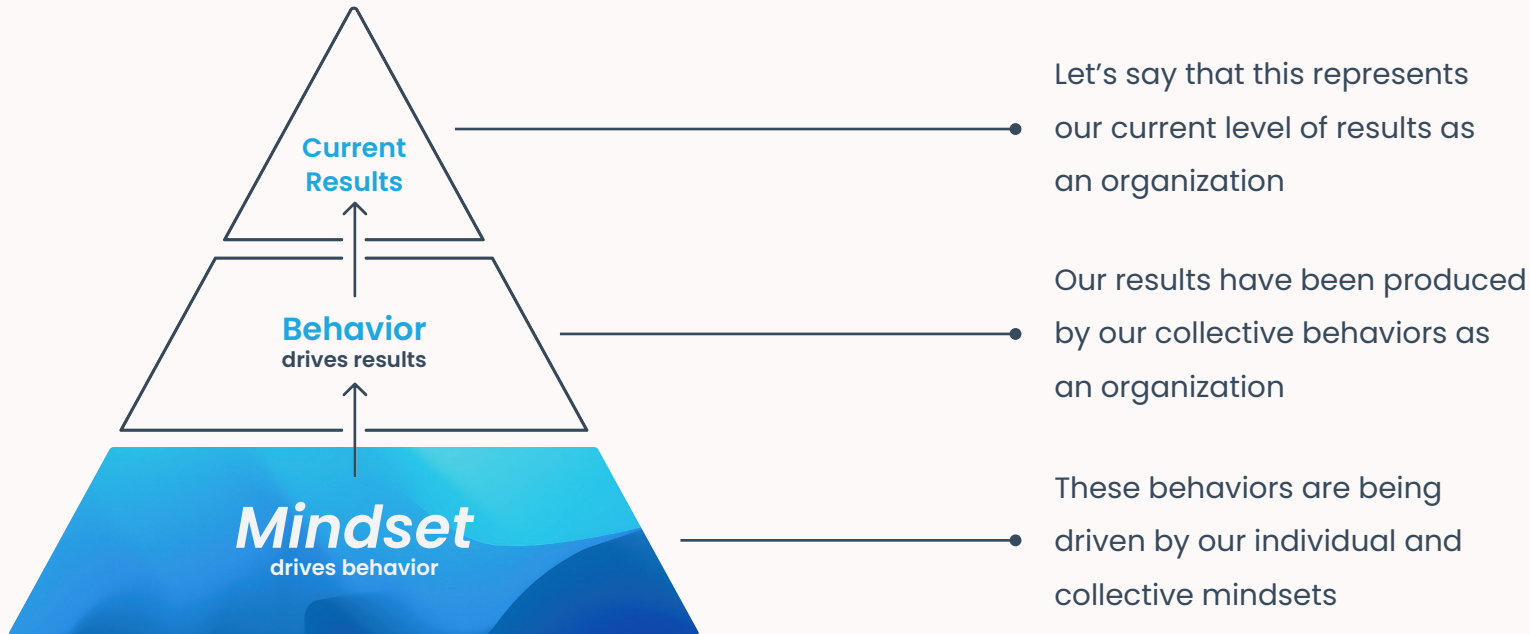 Current
Results
Let’s say that this represents
our current level of results as
an organization
Behavior
drives results
Our results have been produced
by our collective behaviors as
an organization
Mindset
drives behavior
These behaviors are being
driven by our individual and
collective mindsets